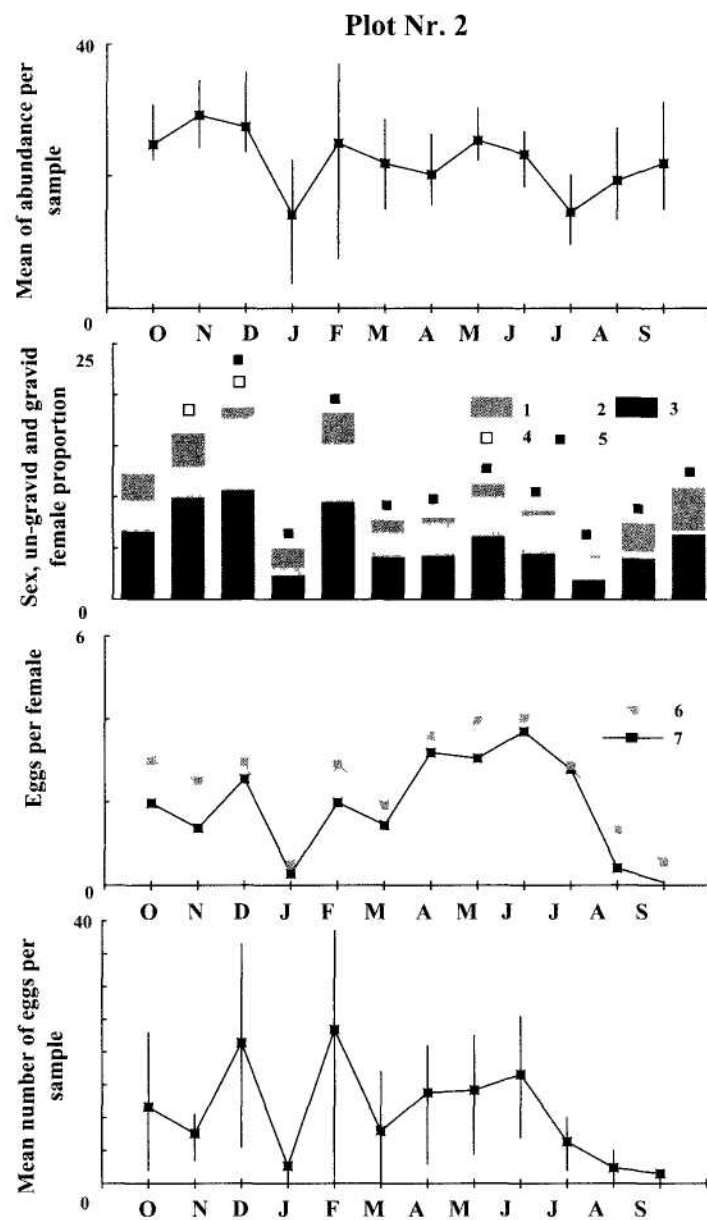 Plot Nr. 2
40
Mean of abundance per
sample
0
O N D J F M A M J J A S
25
Sex, un-gravid and gravid
female proportion
1 2 3
4 5
0
6
Eggs per female
6
7
0
O N D J F M A M J J A S
40
Mean number of eggs per
sample
0
O N D J F M A M J J A S